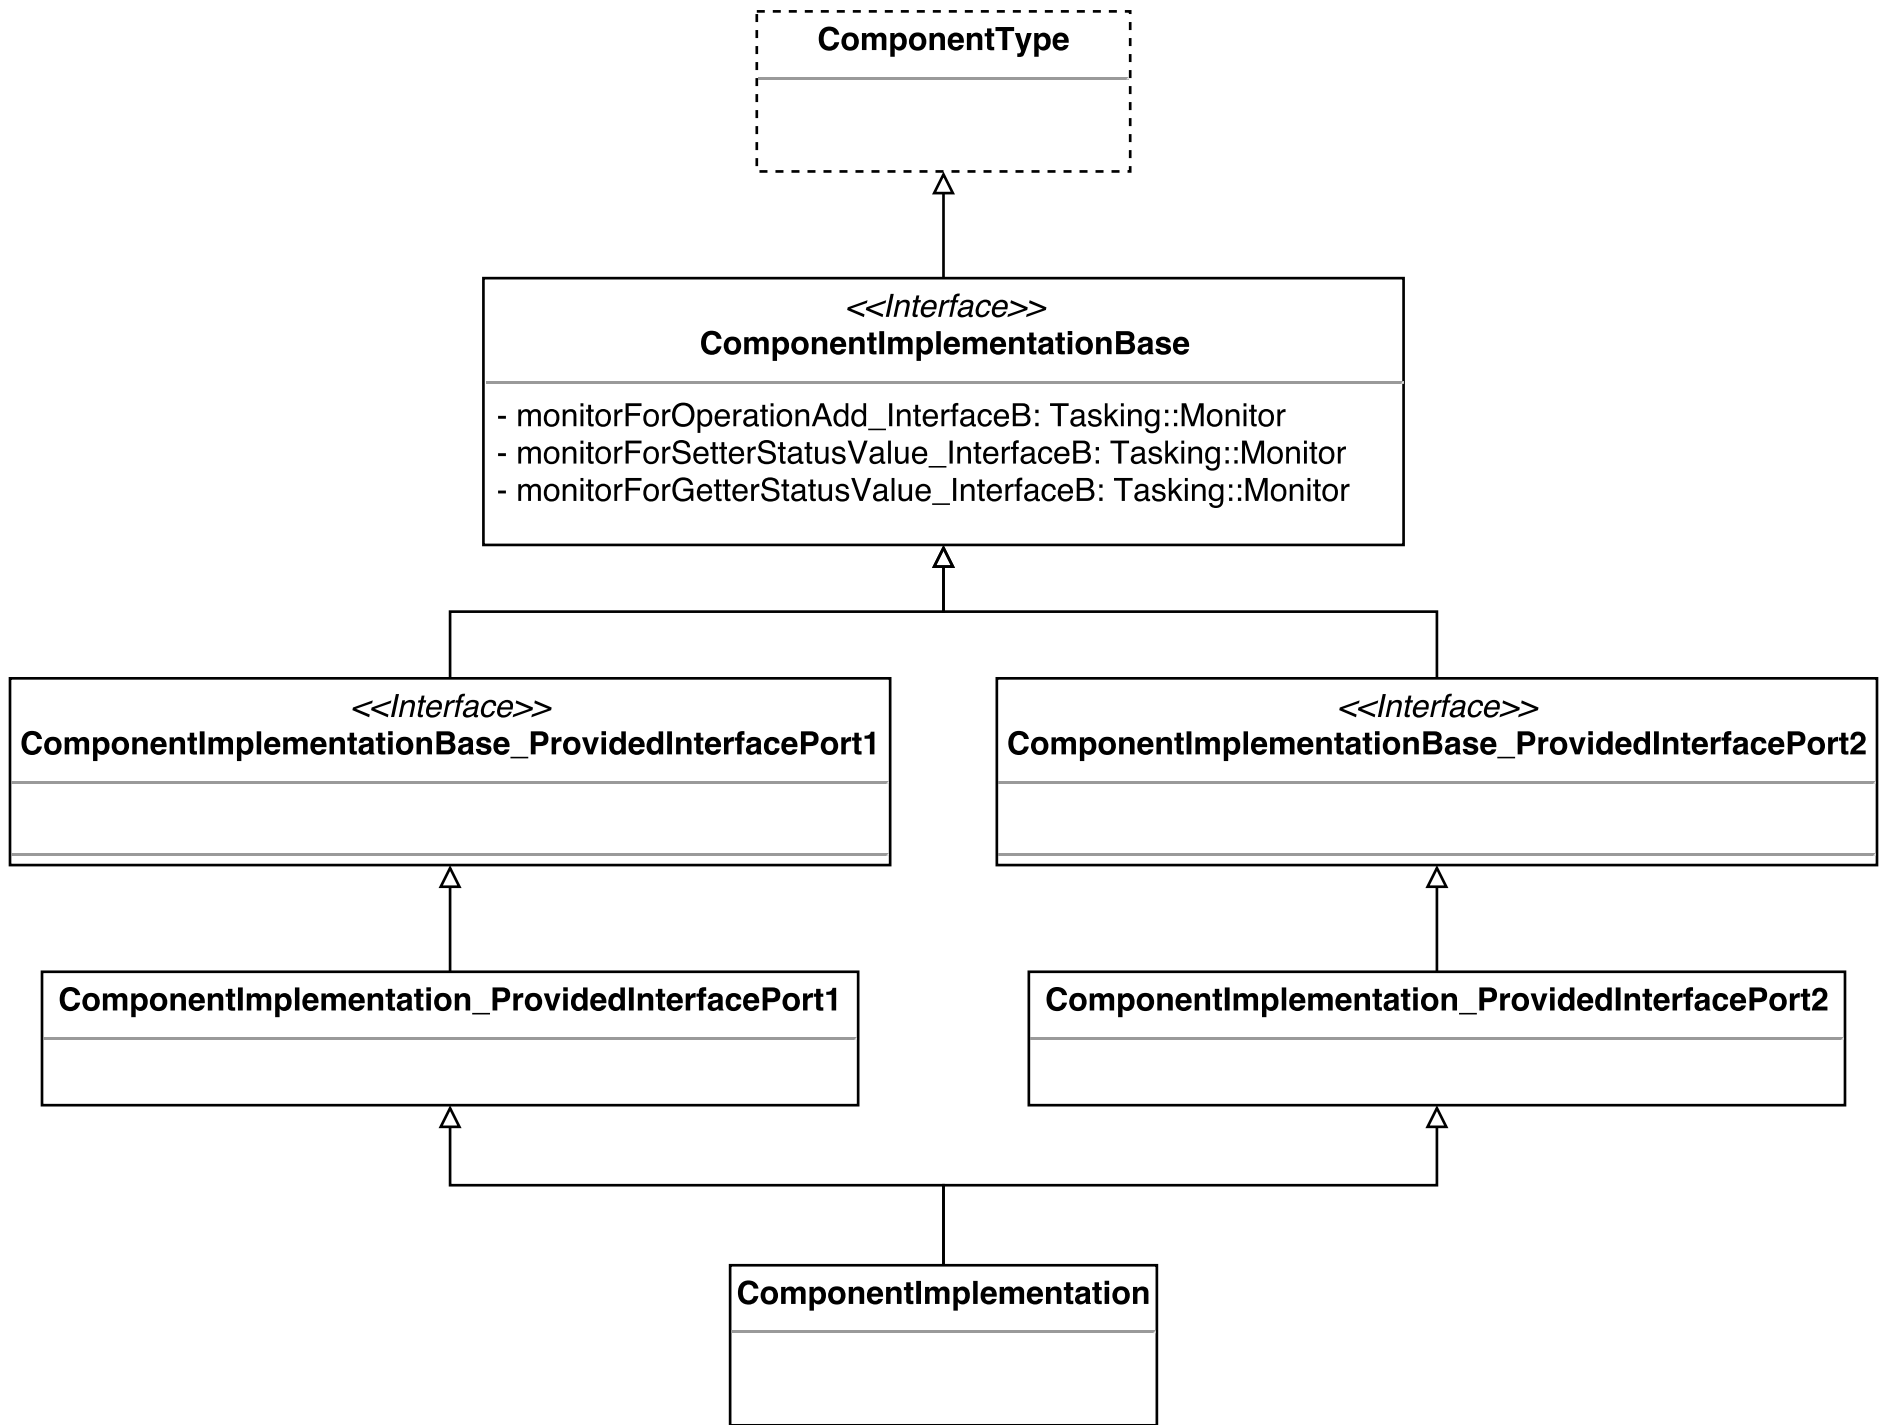 ComponentType
<<Interface>>
ComponentImplementationBase
- monitorForOperationAdd_InterfaceB: Tasking::Monitor
- monitorForSetterStatusValue_InterfaceB: Tasking::Monitor
- monitorForGetterStatusValue_InterfaceB: Tasking::Monitor
<<Interface>>
ComponentImplementationBase_ProvidedInterfacePort1
<<Interface>>
ComponentImplementationBase_ProvidedInterfacePort2
ComponentImplementation_ProvidedInterfacePort1
ComponentImplementation_ProvidedInterfacePort2
ComponentImplementation